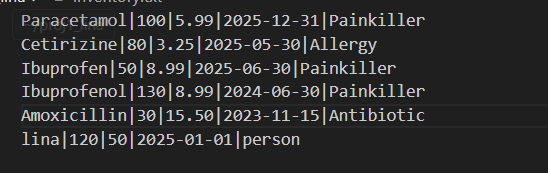 inventory.txt
Paracetamol|100|5.99|2025-12-31|Painkiller
Cetirizine|80|3.25|2025-05-30|Allergy
Ibuprofen|50|8.99|2025-06-30|Painkiller
Ibuprofenol|130|8.99|2024-06-30|Painkiller
Amoxicillin|30|15.50|2023-11-15|Antibiotic
lina|120|50|2025-01-01|person